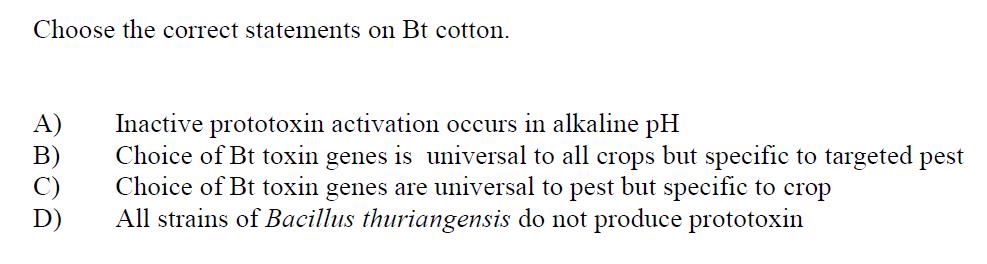 Choose the correct statements on Bt cotton.
A) Inactive prototoxin activation occurs in alkaline pH
B) Choice of Bt toxin genes is universal to all crops but specific to targeted pest
C) Choice of Bt toxin genes are universal to pest but specific to crop
D) All strains of Bacillus thuriangensis do not produce prototoxin